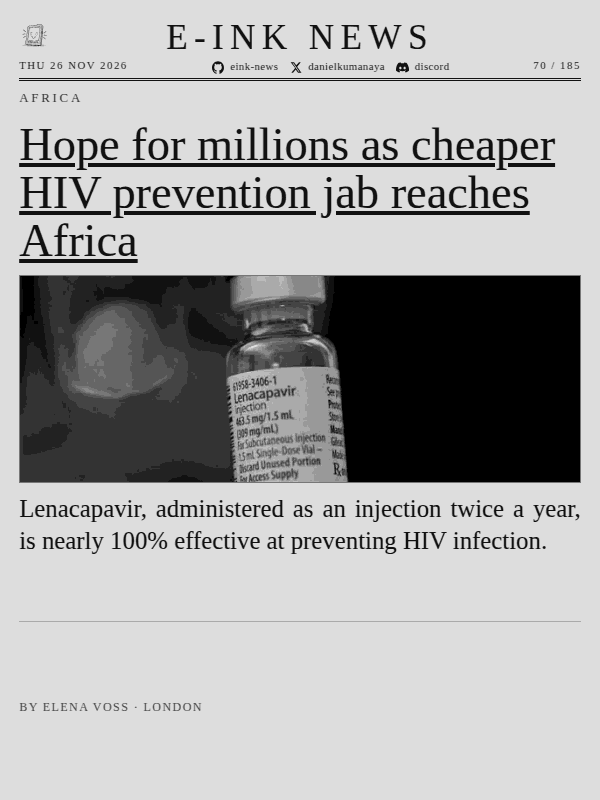 E-INK NEWS
THU 26 NOV 2026
eink-news
danielkumanaya
discord
70 / 185
AFRICA
Hope for millions as cheaper
HIV prevention jab reaches
Africa
61958-3406-1
Lenacapavir
injection
463.5 mg/1.5 mL
(309 mg/mL)
For Subcutaneous Injection
1.5 mL Single-Dose Vial –
Discard Unused Portion
For Access Supply
See
Lenacapavir, administered as an injection twice a year,
is nearly 100% effective at preventing HIV infection.
BY ELENA VOSS · LONDON